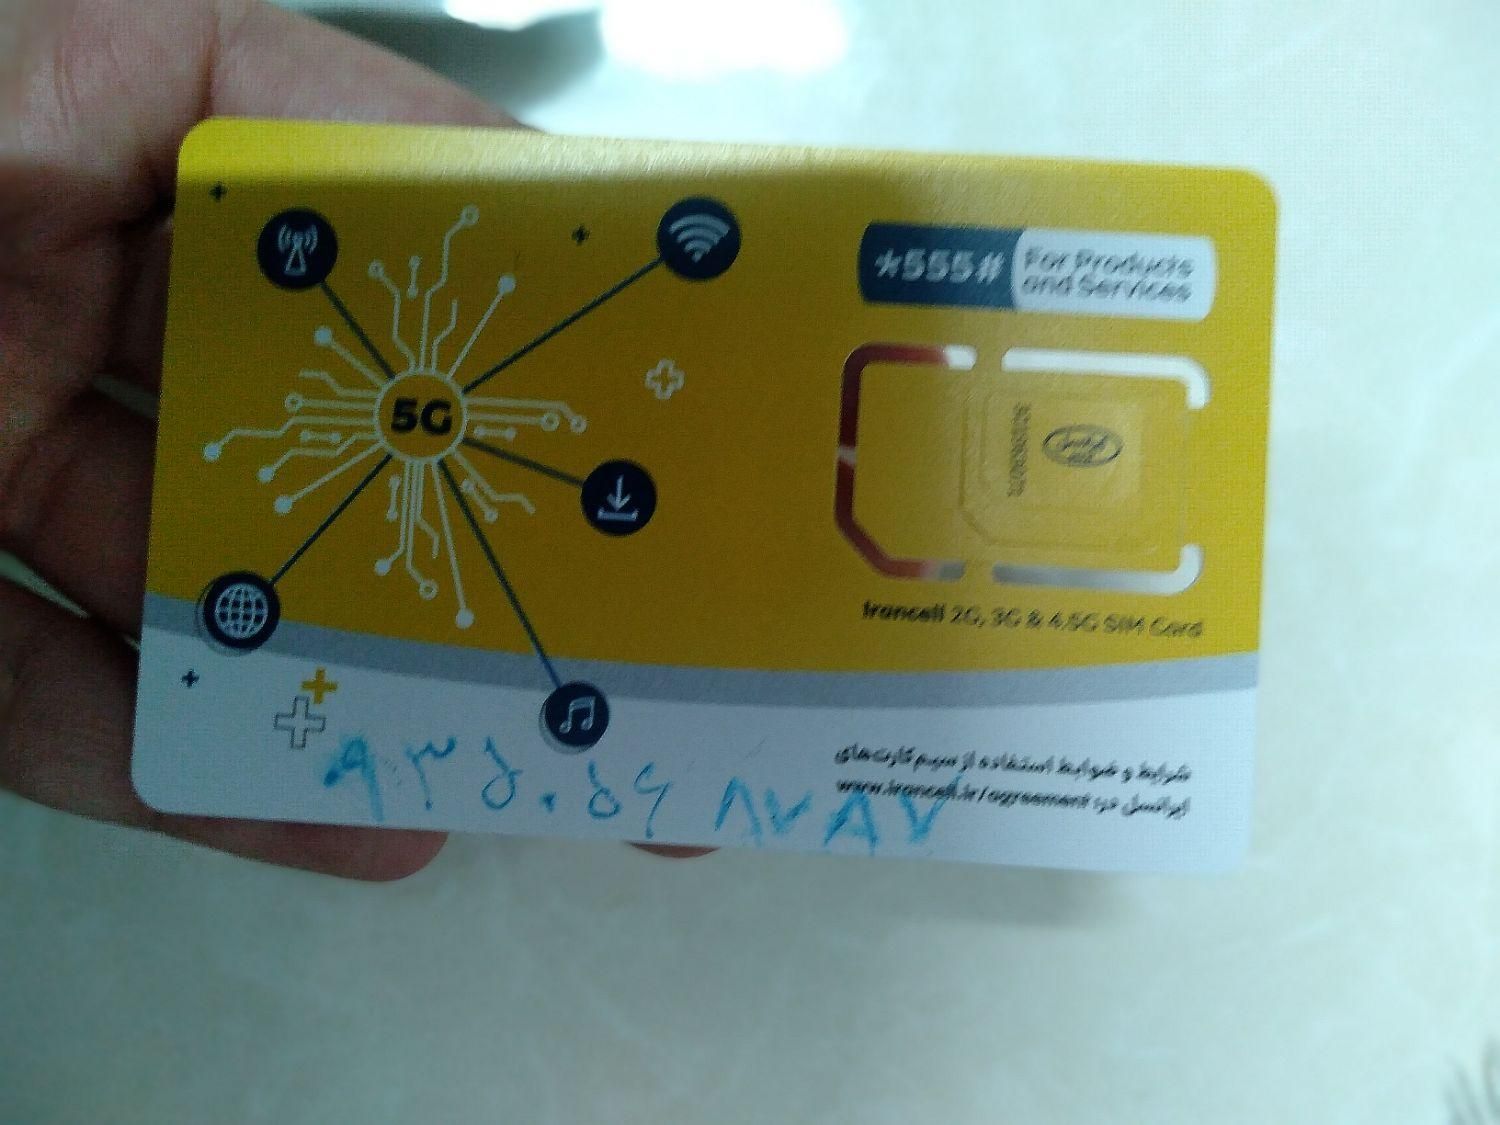 *555#
For Products
and Services
5G
Irancell 2G, 3G & 4.5G SIM Card
شرایط و ضوابط استفاده از سیم‌کارت‌های
ایرانسل در: www.irancell.ir/agreement